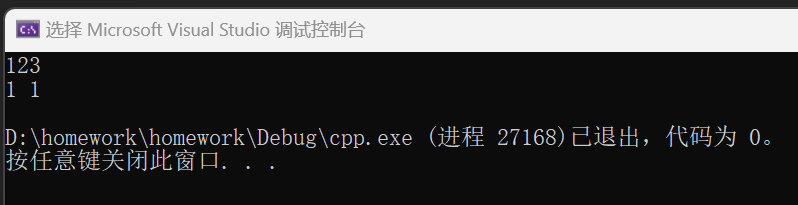 选择 Microsoft Visual Studio 调试控制台
123
1 1
D:\homework\homework\Debug\cpp.exe (进程 27168)已退出，代码为 0。
按任意键关闭此窗口. . .